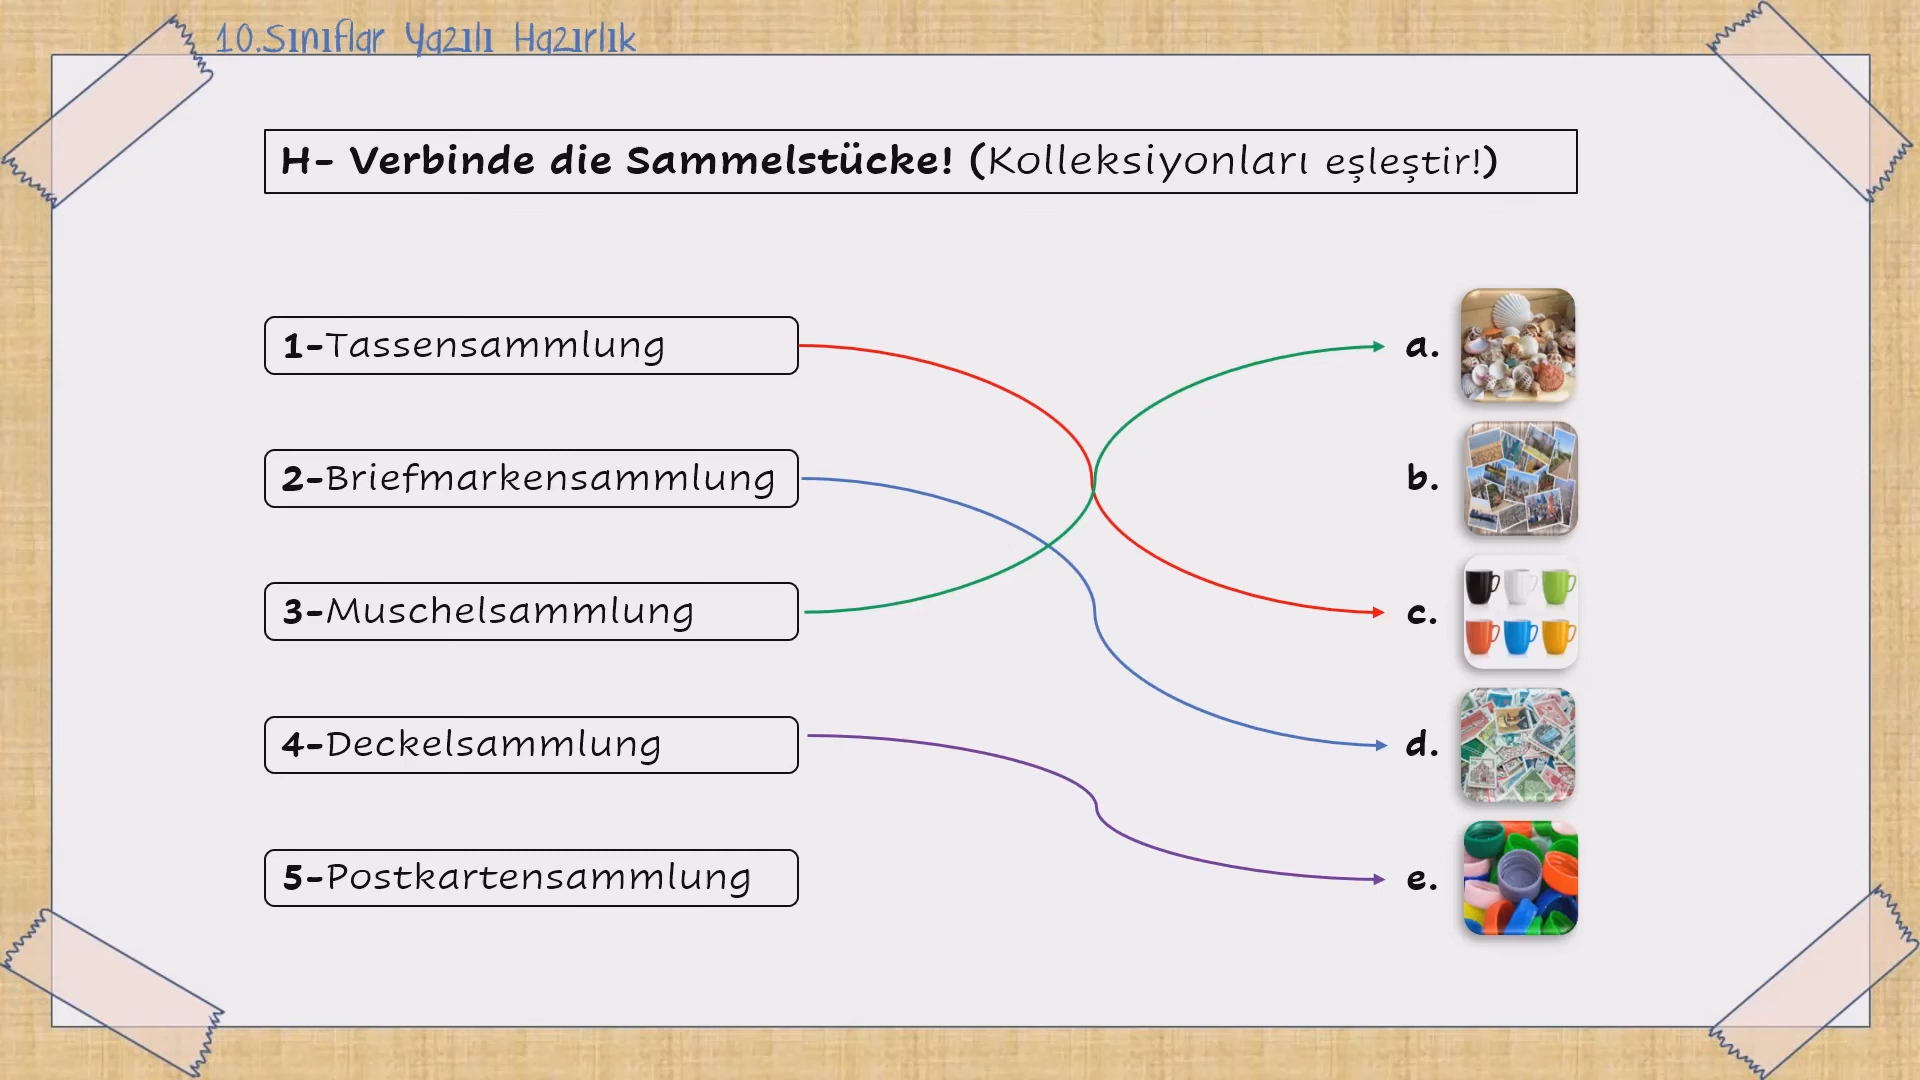 10.Sınıflar Yazılı Hazırlık
H- Verbinde die Sammelstücke! (Kolleksiyonları eşleştir!)
1-Tassensammlung
a.
2-Briefmarkensammlung
b.
3-Muschelsammlung
c.
4-Deckelsammlung
d.
5-Postkartensammlung
e.